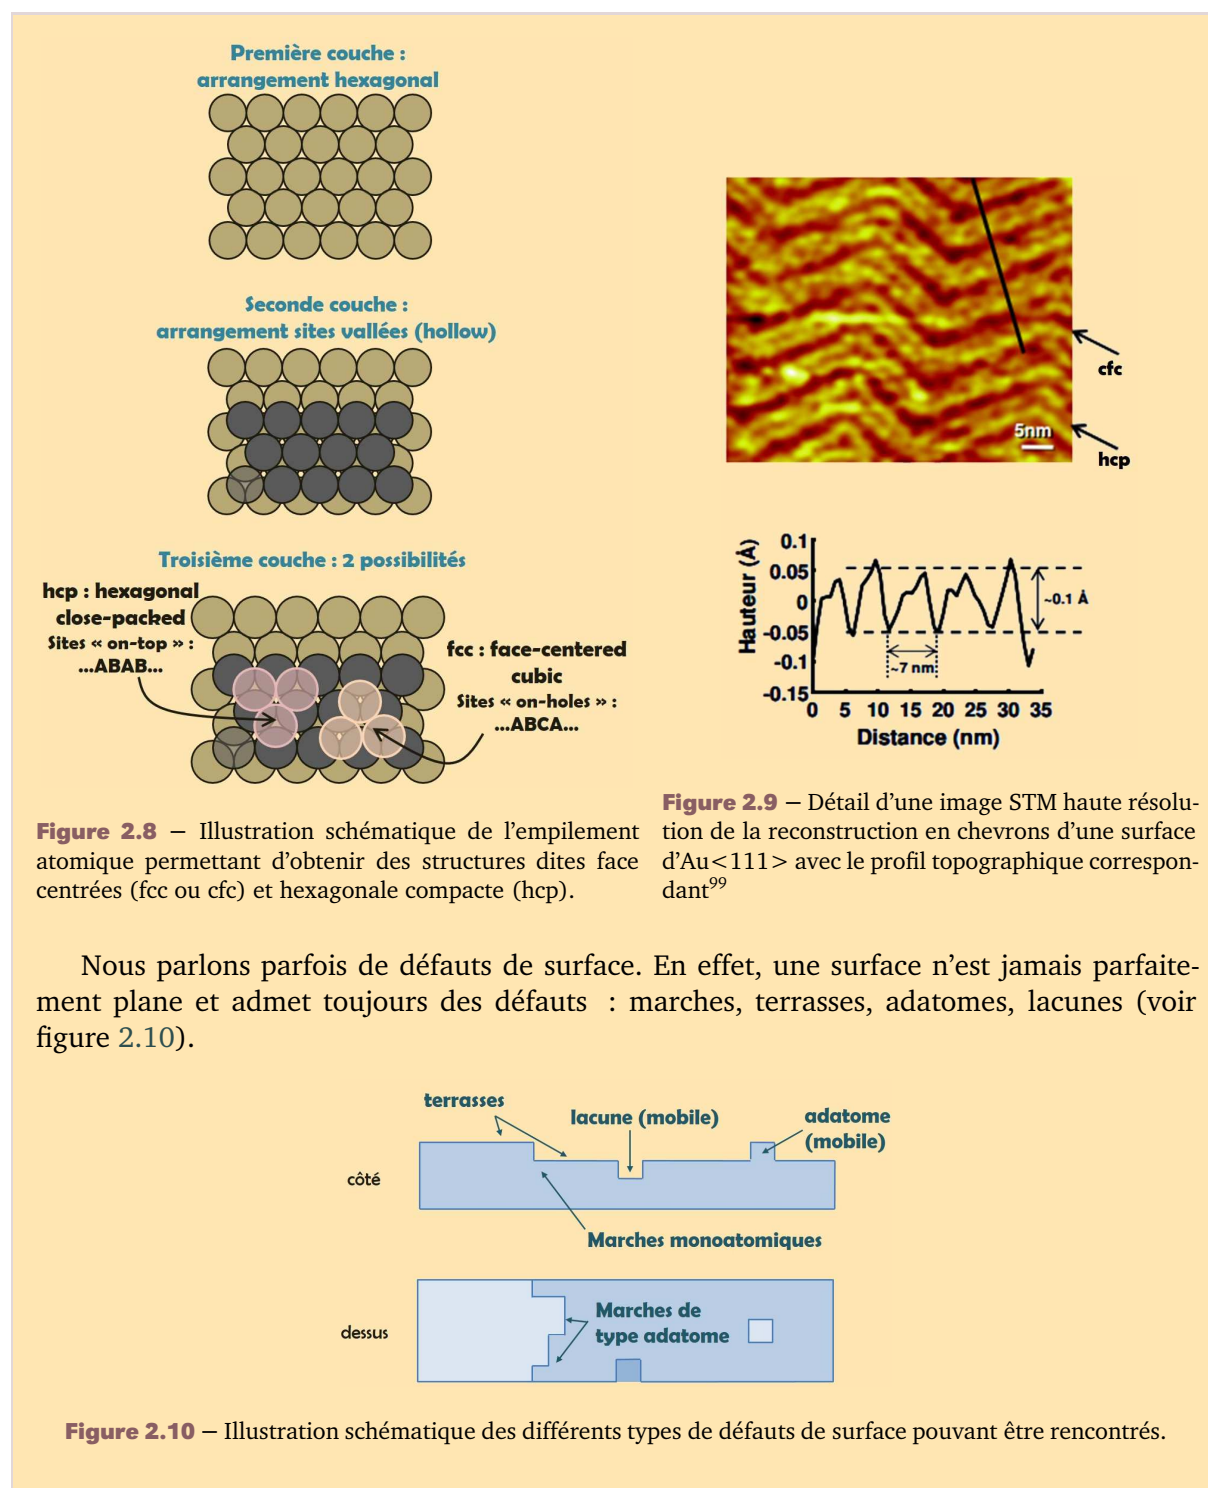 Première couche :
arrangement hexagonal
Seconde couche :
arrangement sites vallées (hollow)
Troisième couche : 2 possibilités
hcp : hexagonal
close-packed
Sites « on-top » :
...ABAB...
fcc : face-centered
cubic
Sites « on-holes » :
...ABCA...
Figure 2.8 — Illustration schématique de l'empilement
atomique permettant d'obtenir des structures dites face
centrées (fcc ou cfc) et hexagonale compacte (hcp).
cfc
5nm
hcp
Hauteur (Å)
0.1
0.05
0
-0.05
-0.1
-0.15
~0.1 Å
~7 nm
0 5 10 15 20 25 30 35
Distance (nm)
Figure 2.9 — Détail d'une image STM haute résolu-
tion de la reconstruction en chevrons d'une surface
d'Au<111> avec le profil topographique correspon-
dant99
Nous parlons parfois de défauts de surface. En effet, une surface n'est jamais parfaite-
ment plane et admet toujours des défauts : marches, terrasses, adatomes, lacunes (voir
figure 2.10).
terrasses
lacune (mobile)
adatome
(mobile)
côté
Marches monoatomiques
dessus
Marches de
type adatome
Figure 2.10 — Illustration schématique des différents types de défauts de surface pouvant être rencontrés.